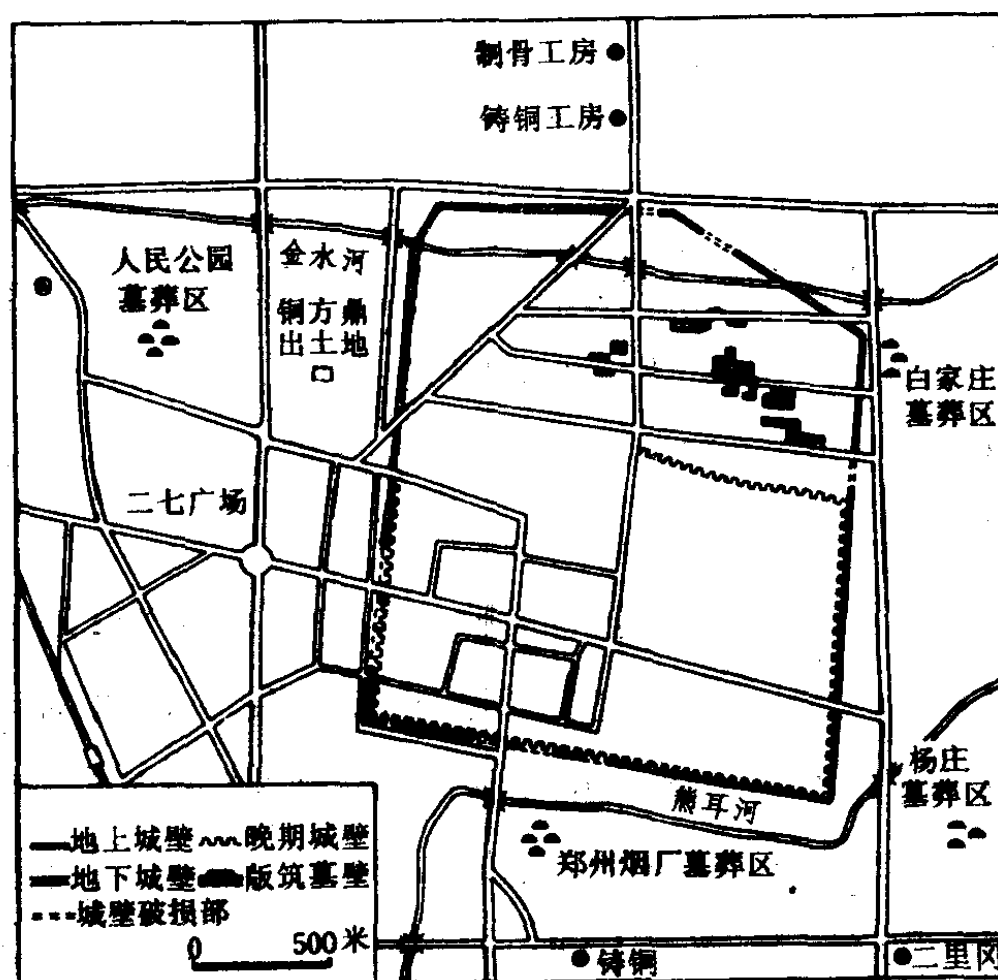 制骨工房
铸铜工房
人民公园
墓葬区
金水河
铜方鼎
出土地
白家庄
墓葬区
二七广场
杨庄
墓葬区
熊耳河
郑州烟厂墓葬区
地上城壁
晚期城壁
地下城壁
版筑墓壁
城壁破损部
0 500米
铸铜
二里冈